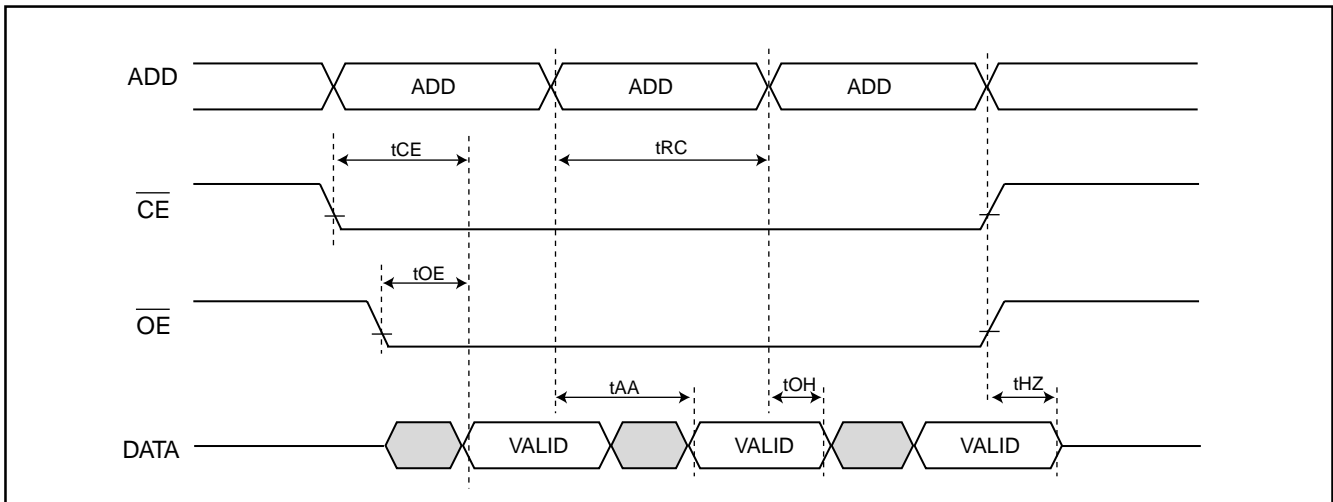 ADD ADD ADD ADD
tCE tRC
CE
tOE
OE
tAA tOH tHZ
DATA VALID VALID VALID